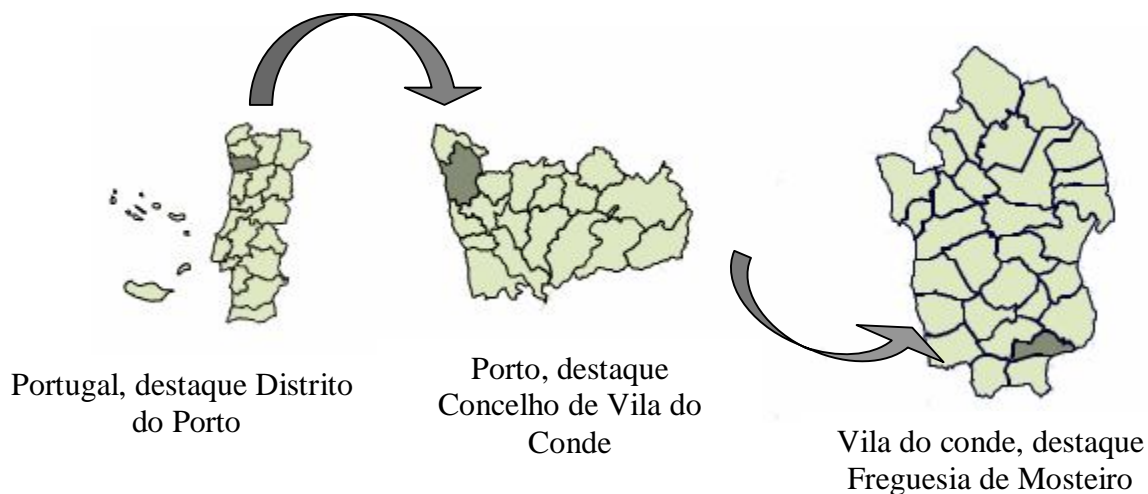 Portugal, destaque Distrito
do Porto
Porto, destaque
Concelho de Vila do
Conde
Vila do conde, destaque
Freguesia de Mosteiro